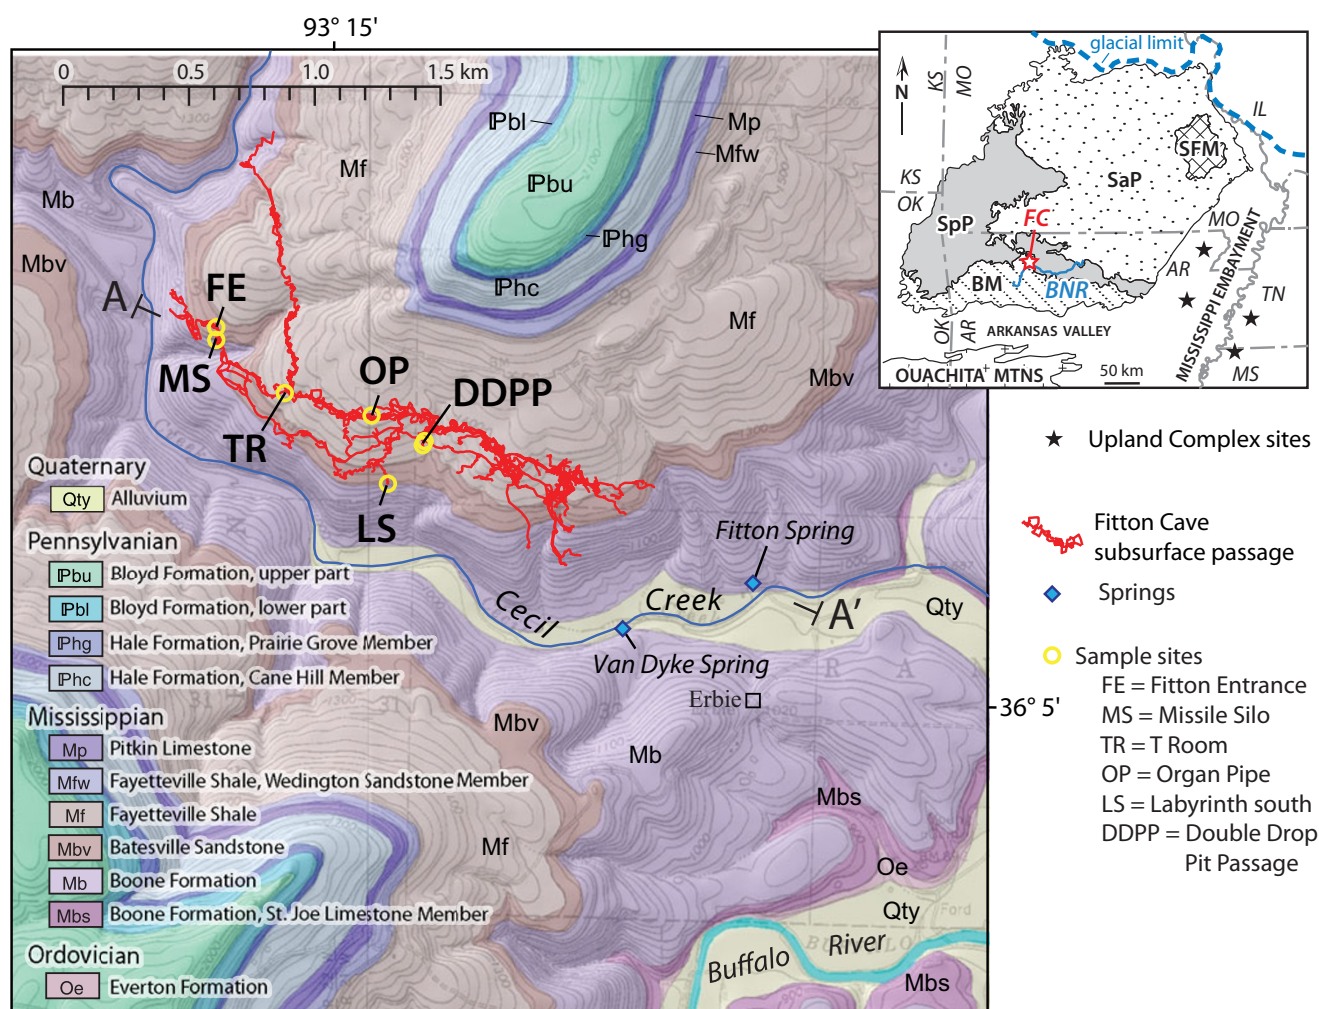 93° 15'
0 0.5 1.0 1.5 km
glacial limit
N
KS
MO
IL
SFM
KS
OK
SaP
SpP
FC
MO
AR
BM
BNR
TN
MISSISSIPPI EMBAYMENT
OK
AR
ARKANSAS VALLEY
OUACHITA MTNS
50 km
MS
ℙbl
Mp
Mf
Mfw
ℙbu
Mb
ℙhg
Mbv
ℙhc
A
FE
Mf
MS
OP
DDPP
Mbv
TR
LS
Fitton Spring
Cecil
Creek
A'
Qty
Van Dyke Spring
Erbie
36° 5'
Mbv
Mb
Mbs
Mf
Oe
Qty
Ford
Buffalo
River
Mbs
Quaternary
Qty Alluvium
Pennsylvanian
ℙbu Bloyd Formation, upper part
ℙbl Bloyd Formation, lower part
ℙhg Hale Formation, Prairie Grove Member
ℙhc Hale Formation, Cane Hill Member
Mississippian
Mp Pitkin Limestone
Mfw Fayetteville Shale, Wedington Sandstone Member
Mf Fayetteville Shale
Mbv Batesville Sandstone
Mb Boone Formation
Mbs Boone Formation, St. Joe Limestone Member
Ordovician
Oe Everton Formation
Upland Complex sites
Fitton Cave
subsurface passage
Springs
Sample sites
FE = Fitton Entrance
MS = Missile Silo
TR = T Room
OP = Organ Pipe
LS = Labyrinth south
DDPP = Double Drop
Pit Passage